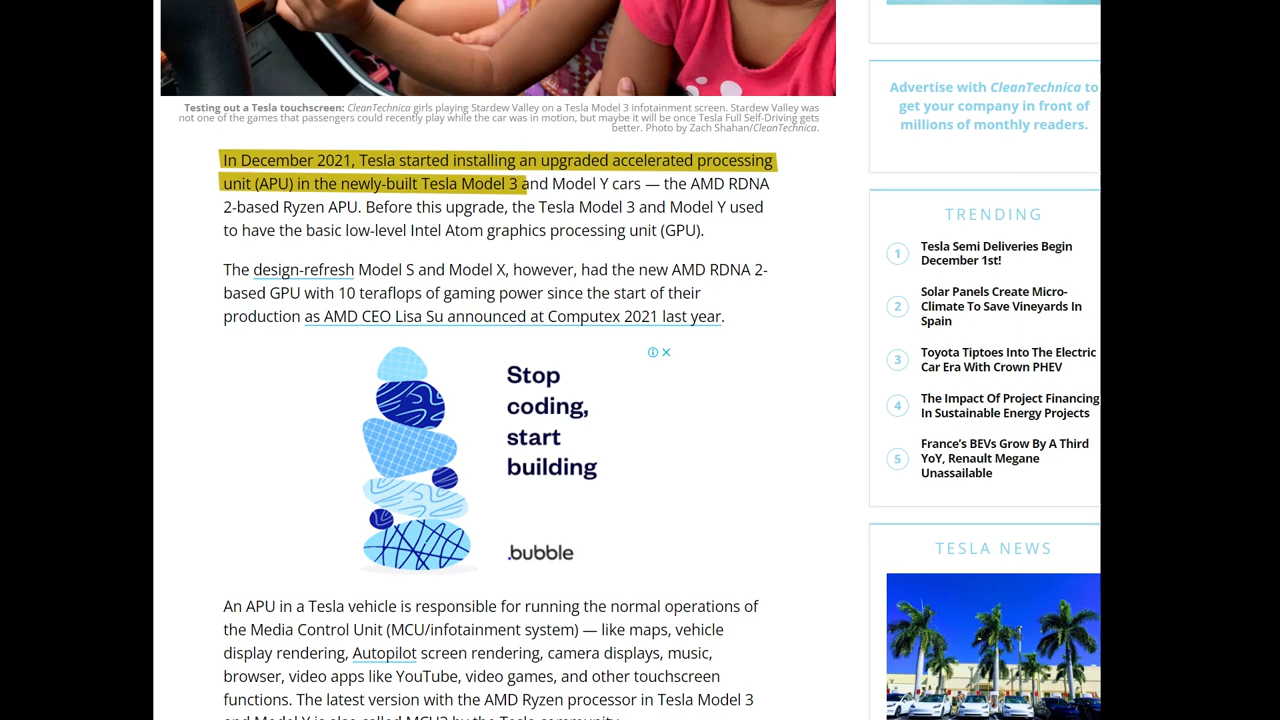 Testing out a Tesla touchscreen: CleanTechnica girls playing Stardew Valley on a Tesla Model 3 infotainment screen. Stardew Valley was
not one of the games that passengers could recently play while the car was in motion, but maybe it will be once Tesla Full Self-Driving gets
better. Photo by Zach Shahan/CleanTechnica.
In December 2021, Tesla started installing an upgraded accelerated processing
unit (APU) in the newly-built Tesla Model 3 and Model Y cars — the AMD RDNA
2-based Ryzen APU. Before this upgrade, the Tesla Model 3 and Model Y used
to have the basic low-level Intel Atom graphics processing unit (GPU).
The design-refresh Model S and Model X, however, had the new AMD RDNA 2-
based GPU with 10 teraflops of gaming power since the start of their
production as AMD CEO Lisa Su announced at Computex 2021 last year.
Stop
coding,
start
building
.bubble
An APU in a Tesla vehicle is responsible for running the normal operations of
the Media Control Unit (MCU/infotainment system) — like maps, vehicle
display rendering, Autopilot screen rendering, camera displays, music,
browser, video apps like YouTube, video games, and other touchscreen
functions. The latest version with the AMD Ryzen processor in Tesla Model 3
and Model Y is also called MCU3 by the Tesla community.
Advertise with CleanTechnica to
get your company in front of
millions of monthly readers.
TRENDING
1
Tesla Semi Deliveries Begin
December 1st!
2
Solar Panels Create Micro-
Climate To Save Vineyards In
Spain
3
Toyota Tiptoes Into The Electric
Car Era With Crown PHEV
4
The Impact Of Project Financing
In Sustainable Energy Projects
5
France's BEVs Grow By A Third
YoY, Renault Megane
Unassailable
TESLA NEWS